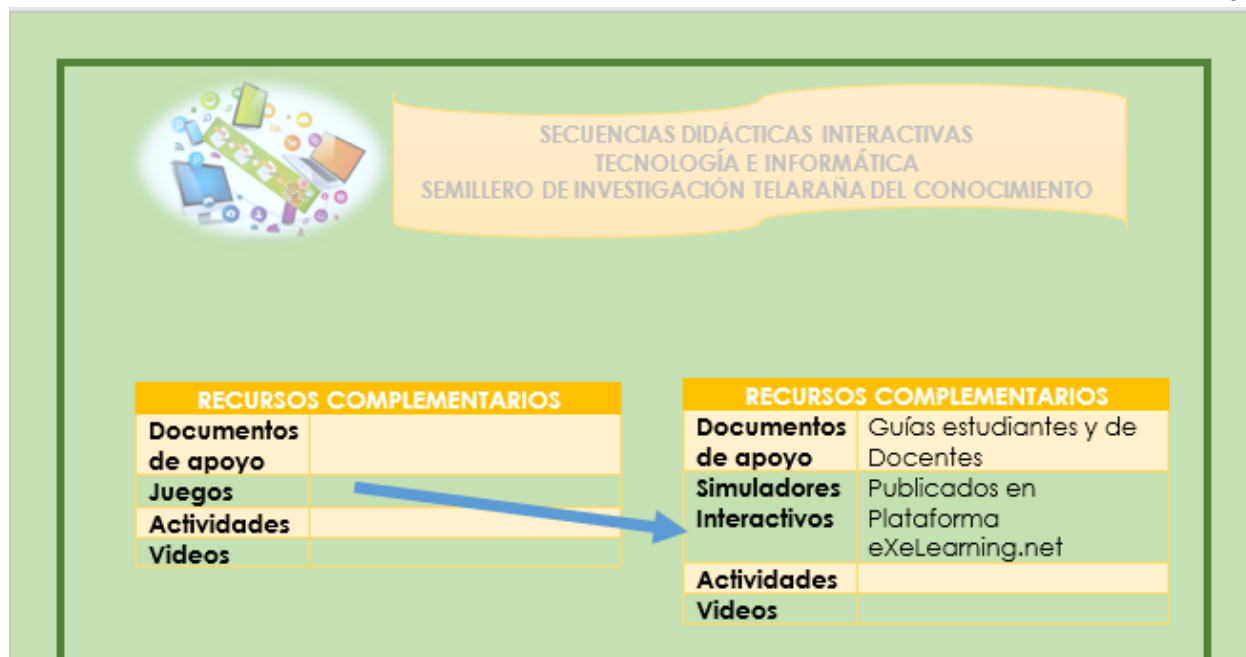 SECUENCIAS DIDÁCTICAS INTERACTIVAS
TECNOLOGÍA E INFORMÁTICA
SEMILLERO DE INVESTIGACIÓN TELARAÑA DEL CONOCIMIENTO
RECURSOS COMPLEMENTARIOS
Documentos
de apoyo
Juegos
Actividades
Videos
RECURSOS COMPLEMENTARIOS
Documentos Guías estudiantes y de
de apoyo Docentes
Simuladores Publicados en
Interactivos Plataforma
eXeLearning.net
Actividades
Videos